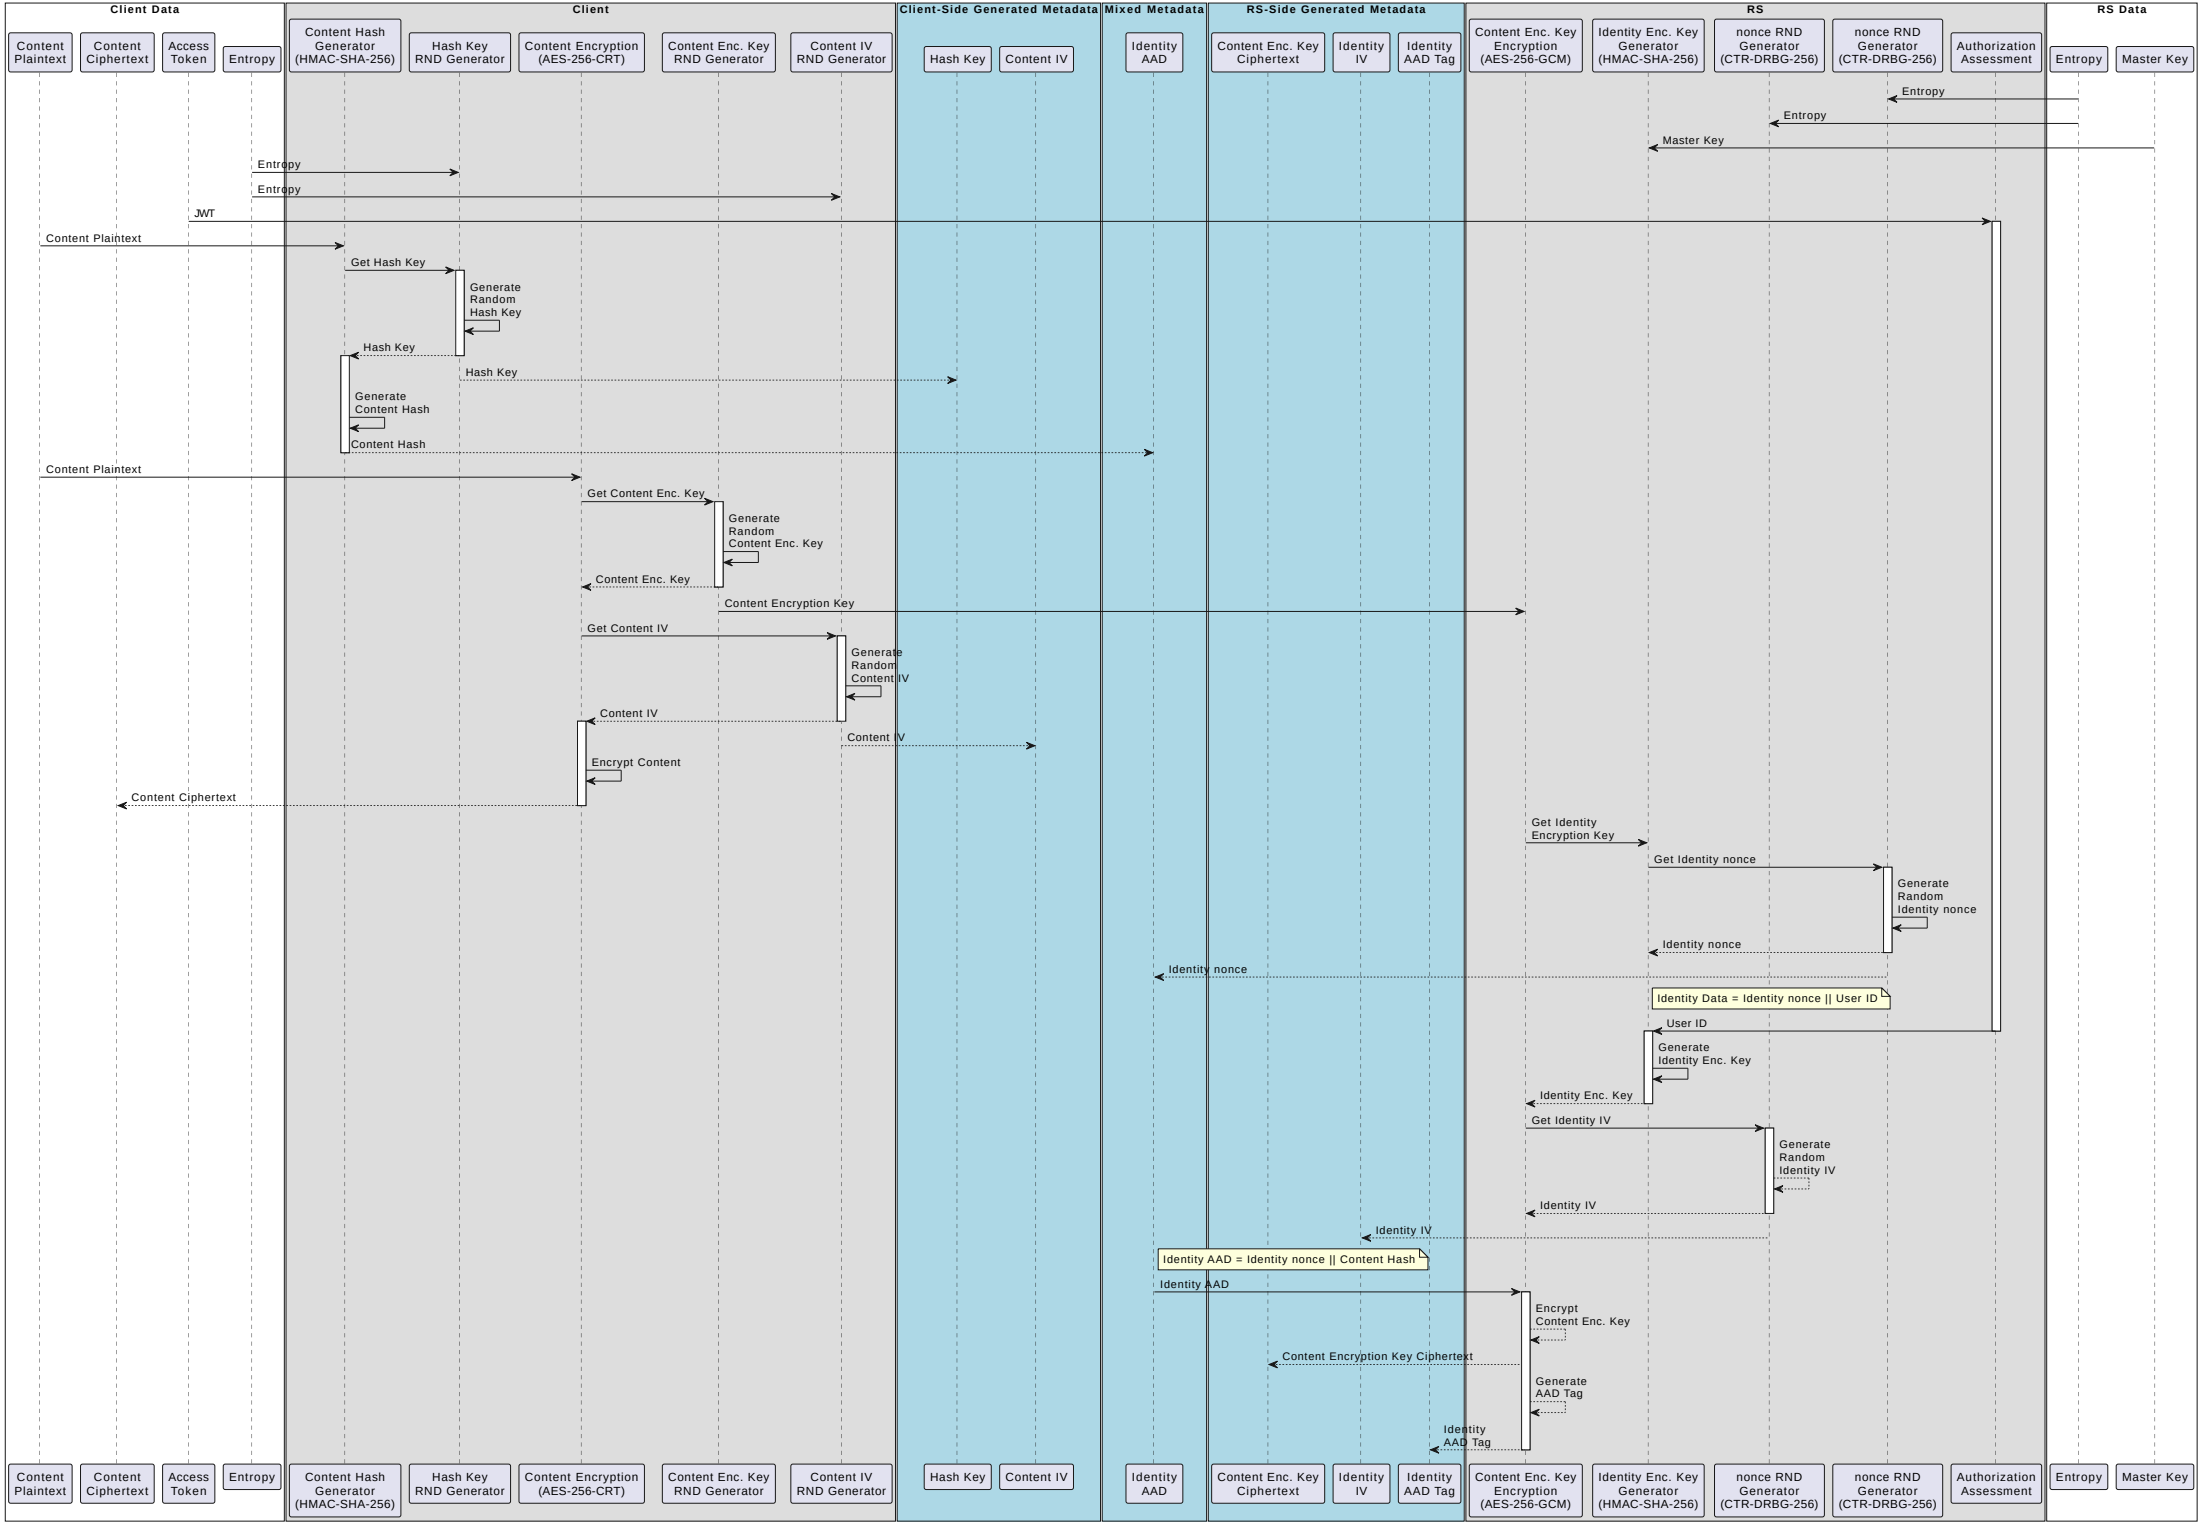 Client Data
Client
Client-Side Generated Metadata
Mixed Metadata
RS-Side Generated Metadata
RS
RS Data
Content
Plaintext
Content
Ciphertext
Access
Token
Entropy
Content Hash
Generator
(HMAC-SHA-256)
Hash Key
RND Generator
Content Encryption
(AES-256-CRT)
Content Enc. Key
RND Generator
Content IV
RND Generator
Hash Key
Content IV
Identity
AAD
Content Enc. Key
Ciphertext
Identity
IV
Identity
AAD Tag
Content Enc. Key
Encryption
(AES-256-GCM)
Identity Enc. Key
Generator
(HMAC-SHA-256)
nonce RND
Generator
(CTR-DRBG-256)
nonce RND
Generator
(CTR-DRBG-256)
Authorization
Assessment
Entropy
Master Key
Entropy
Entropy
Master Key
Entropy
Entropy
JWT
Content Plaintext
Get Hash Key
Generate
Random
Hash Key
Hash Key
Hash Key
Generate
Content Hash
Content Hash
Content Plaintext
Get Content Enc. Key
Generate
Random
Content Enc. Key
Content Enc. Key
Content Encryption Key
Get Content IV
Generate
Random
Content IV
Content IV
Content IV
Encrypt Content
Content Ciphertext
Get Identity
Encryption Key
Get Identity nonce
Generate
Random
Identity nonce
Identity nonce
Identity nonce
Identity Data = Identity nonce || User ID
User ID
Generate
Identity Enc. Key
Identity Enc. Key
Get Identity IV
Generate
Random
Identity IV
Identity IV
Identity IV
Identity AAD = Identity nonce || Content Hash
Identity AAD
Encrypt
Content Enc. Key
Content Encryption Key Ciphertext
Generate
AAD Tag
Identity
AAD Tag
Content
Plaintext
Content
Ciphertext
Access
Token
Entropy
Content Hash
Generator
(HMAC-SHA-256)
Hash Key
RND Generator
Content Encryption
(AES-256-CRT)
Content Enc. Key
RND Generator
Content IV
RND Generator
Hash Key
Content IV
Identity
AAD
Content Enc. Key
Ciphertext
Identity
IV
Identity
AAD Tag
Content Enc. Key
Encryption
(AES-256-GCM)
Identity Enc. Key
Generator
(HMAC-SHA-256)
nonce RND
Generator
(CTR-DRBG-256)
nonce RND
Generator
(CTR-DRBG-256)
Authorization
Assessment
Entropy
Master Key